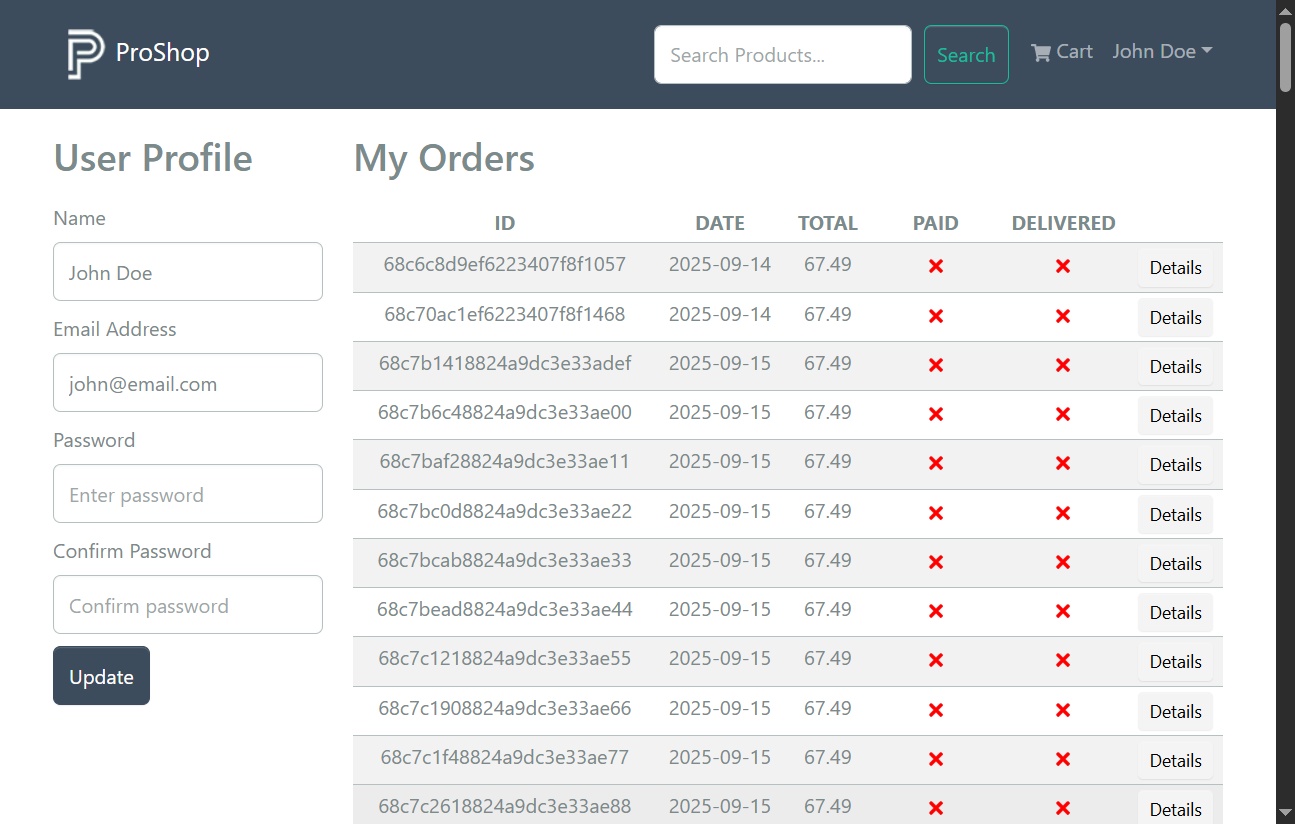 ProShop
Search Products...
Search
Cart
John Doe
User Profile
Name
John Doe
Email Address
john@email.com
Password
Enter password
Confirm Password
Confirm password
Update
My Orders
ID DATE TOTAL PAID DELIVERED
68c6c8d9ef6223407f8f1057 2025-09-14 67.49 Details
68c70ac1ef6223407f8f1468 2025-09-14 67.49 Details
68c7b1418824a9dc3e33adef 2025-09-15 67.49 Details
68c7b6c48824a9dc3e33ae00 2025-09-15 67.49 Details
68c7baf28824a9dc3e33ae11 2025-09-15 67.49 Details
68c7bc0d8824a9dc3e33ae22 2025-09-15 67.49 Details
68c7bcab8824a9dc3e33ae33 2025-09-15 67.49 Details
68c7bead8824a9dc3e33ae44 2025-09-15 67.49 Details
68c7c1218824a9dc3e33ae55 2025-09-15 67.49 Details
68c7c1908824a9dc3e33ae66 2025-09-15 67.49 Details
68c7c1f48824a9dc3e33ae77 2025-09-15 67.49 Details
68c7c2618824a9dc3e33ae88 2025-09-15 67.49 Details